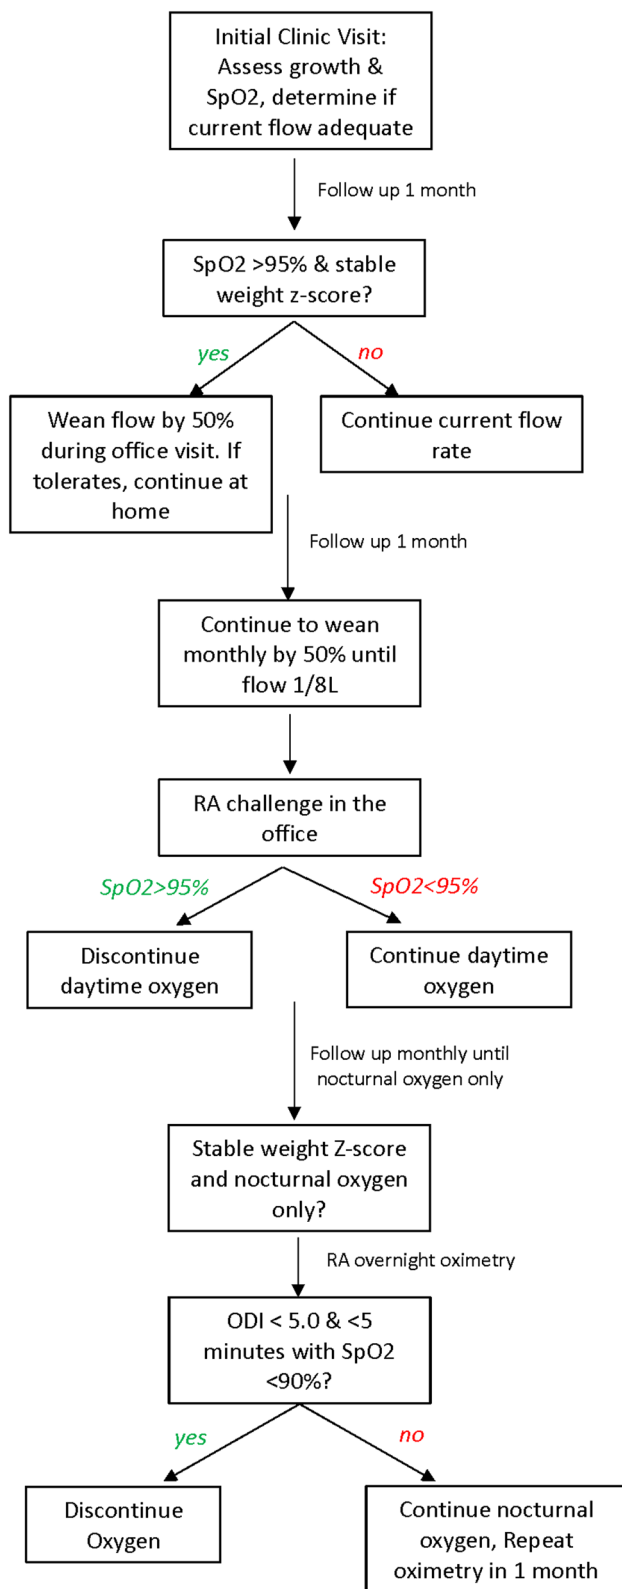 Initial Clinic Visit:
Assess growth &
SpO2, determine if
current flow adequate
Follow up 1 month
SpO2 >95% & stable
weight z-score?
yes
no
Wean flow by 50%
during office visit. If
tolerates, continue at
home
Continue current flow
rate
Follow up 1 month
Continue to wean
monthly by 50% until
flow 1/8L
RA challenge in the
office
SpO2>95%
SpO2<95%
Discontinue
daytime oxygen
Continue daytime
oxygen
Follow up monthly until
nocturnal oxygen only
Stable weight Z-score
and nocturnal oxygen
only?
RA overnight oximetry
ODI < 5.0 & <5
minutes with SpO2
<90%?
yes
no
Discontinue
Oxygen
Continue nocturnal
oxygen, Repeat
oximetry in 1 month